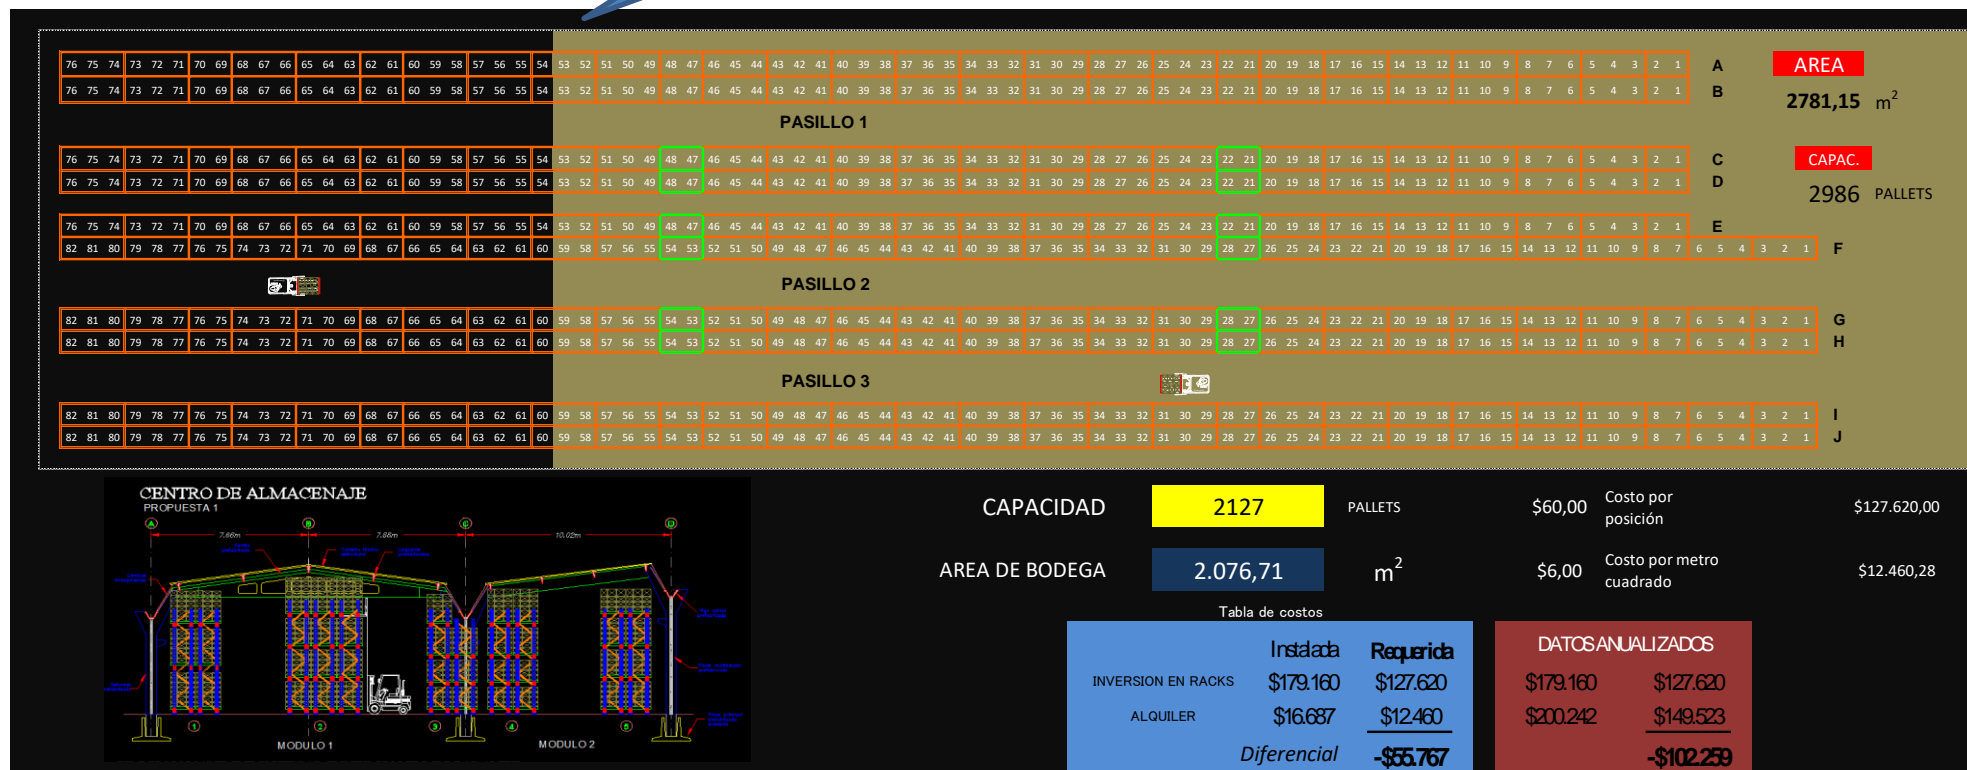 76 75 74 73 72 71 70 69 68 67 66 65 64 63 62 61 60 59 58 57 56 55 54 53 52 51 50 49 48 47 46 45 44 43 42 41 40 39 38 37 36 35 34 33 32 31 30 29 28 27 26 25 24 23 22 21 20 19 18 17 16 15 14 13 12 11 10 9 8 7 6 5 4 3 2 1 A AREA
76 75 74 73 72 71 70 69 68 67 66 65 64 63 62 61 60 59 58 57 56 55 54 53 52 51 50 49 48 47 46 45 44 43 42 41 40 39 38 37 36 35 34 33 32 31 30 29 28 27 26 25 24 23 22 21 20 19 18 17 16 15 14 13 12 11 10 9 8 7 6 5 4 3 2 1 B
2781,15 m²
PASILLO 1
76 75 74 73 72 71 70 69 68 67 66 65 64 63 62 61 60 59 58 57 56 55 54 53 52 51 50 49 48 47 46 45 44 43 42 41 40 39 38 37 36 35 34 33 32 31 30 29 28 27 26 25 24 23 22 21 20 19 18 17 16 15 14 13 12 11 10 9 8 7 6 5 4 3 2 1 C CAPAC.
76 75 74 73 72 71 70 69 68 67 66 65 64 63 62 61 60 59 58 57 56 55 54 53 52 51 50 49 48 47 46 45 44 43 42 41 40 39 38 37 36 35 34 33 32 31 30 29 28 27 26 25 24 23 22 21 20 19 18 17 16 15 14 13 12 11 10 9 8 7 6 5 4 3 2 1 D
2986 PALLETS
76 75 74 73 72 71 70 69 68 67 66 65 64 63 62 61 60 59 58 57 56 55 54 53 52 51 50 49 48 47 46 45 44 43 42 41 40 39 38 37 36 35 34 33 32 31 30 29 28 27 26 25 24 23 22 21 20 19 18 17 16 15 14 13 12 11 10 9 8 7 6 5 4 3 2 1 E
82 81 80 79 78 77 76 75 74 73 72 71 70 69 68 67 66 65 64 63 62 61 60 59 58 57 56 55 54 53 52 51 50 49 48 47 46 45 44 43 42 41 40 39 38 37 36 35 34 33 32 31 30 29 28 27 26 25 24 23 22 21 20 19 18 17 16 15 14 13 12 11 10 9 8 7 6 5 4 3 2 1 F
PASILLO 2
82 81 80 79 78 77 76 75 74 73 72 71 70 69 68 67 66 65 64 63 62 61 60 59 58 57 56 55 54 53 52 51 50 49 48 47 46 45 44 43 42 41 40 39 38 37 36 35 34 33 32 31 30 29 28 27 26 25 24 23 22 21 20 19 18 17 16 15 14 13 12 11 10 9 8 7 6 5 4 3 2 1 G
82 81 80 79 78 77 76 75 74 73 72 71 70 69 68 67 66 65 64 63 62 61 60 59 58 57 56 55 54 53 52 51 50 49 48 47 46 45 44 43 42 41 40 39 38 37 36 35 34 33 32 31 30 29 28 27 26 25 24 23 22 21 20 19 18 17 16 15 14 13 12 11 10 9 8 7 6 5 4 3 2 1 H
PASILLO 3
82 81 80 79 78 77 76 75 74 73 72 71 70 69 68 67 66 65 64 63 62 61 60 59 58 57 56 55 54 53 52 51 50 49 48 47 46 45 44 43 42 41 40 39 38 37 36 35 34 33 32 31 30 29 28 27 26 25 24 23 22 21 20 19 18 17 16 15 14 13 12 11 10 9 8 7 6 5 4 3 2 1 I
82 81 80 79 78 77 76 75 74 73 72 71 70 69 68 67 66 65 64 63 62 61 60 59 58 57 56 55 54 53 52 51 50 49 48 47 46 45 44 43 42 41 40 39 38 37 36 35 34 33 32 31 30 29 28 27 26 25 24 23 22 21 20 19 18 17 16 15 14 13 12 11 10 9 8 7 6 5 4 3 2 1 J
CENTRO DE ALMACENAJE
PROPUESTA 1
A B C D
7.66m 7.88m 10.02m
1 2 3 4 5
MODULO 1 MODULO 2
CAPACIDAD 2127 PALLETS $60,00 Costo por
posición $127.620,00
AREA DE BODEGA 2.076,71 m² $6,00 Costo por metro
cuadrado $12.460,28
Tabla de costos
Instalada Requerida DATOS ANUALIZADOS
INVERSION EN RACKS $179.160 $127.620 $179.160 $127.620
ALQUILER $16.687 $12.460 $200.242 $149.523
Diferencial -$55.767 -$102.259